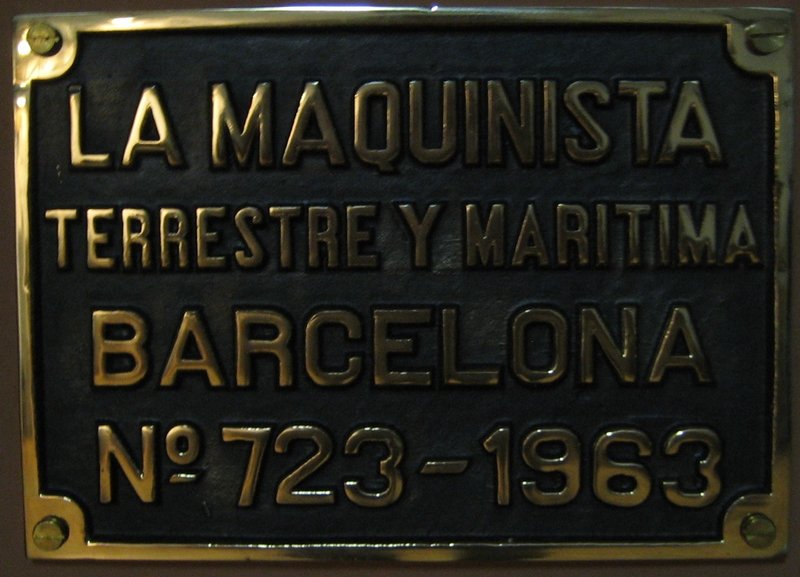 LA MAQUINISTA
TERRESTRE Y MARITIMA
BARCELONA
Nº 723-1963